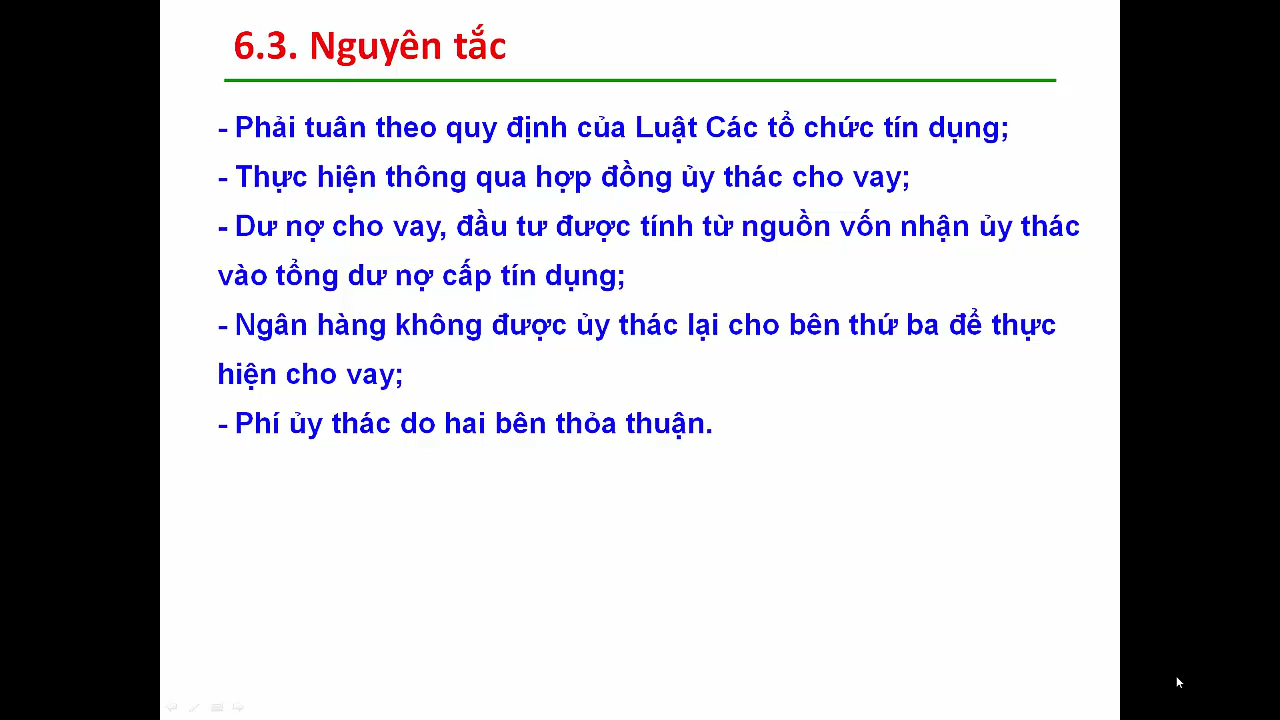 6.3. Nguyên tắc
- Phải tuân theo quy định của Luật Các tổ chức tín dụng;
- Thực hiện thông qua hợp đồng ủy thác cho vay;
- Dư nợ cho vay, đầu tư được tính từ nguồn vốn nhận ủy thác
vào tổng dư nợ cấp tín dụng;
- Ngân hàng không được ủy thác lại cho bên thứ ba để thực
hiện cho vay;
- Phí ủy thác do hai bên thỏa thuận.